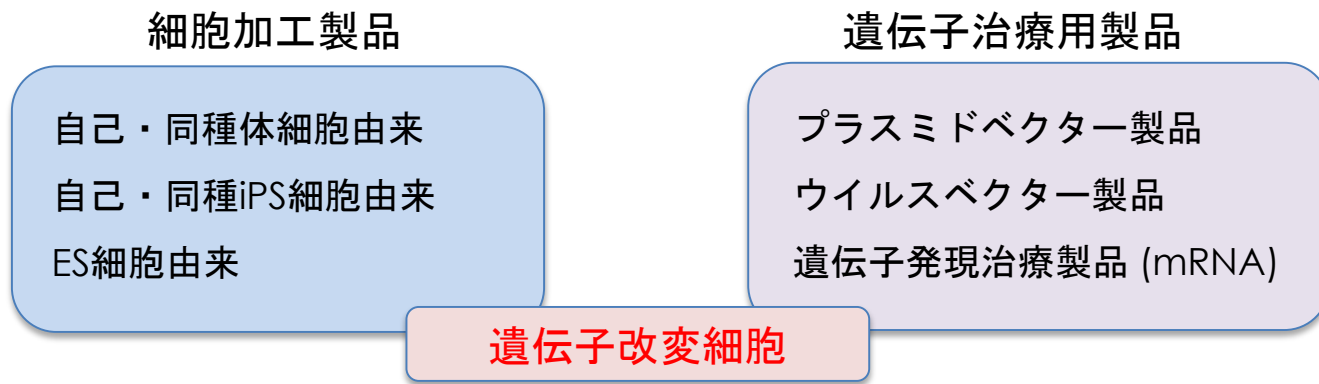 細胞加工製品
自己・同種体細胞由来
自己・同種iPS細胞由来
ES細胞由来
遺伝子治療用製品
プラスミドベクター製品
ウイルスベクター製品
遺伝子発現治療製品 (mRNA)
遺伝子改変細胞